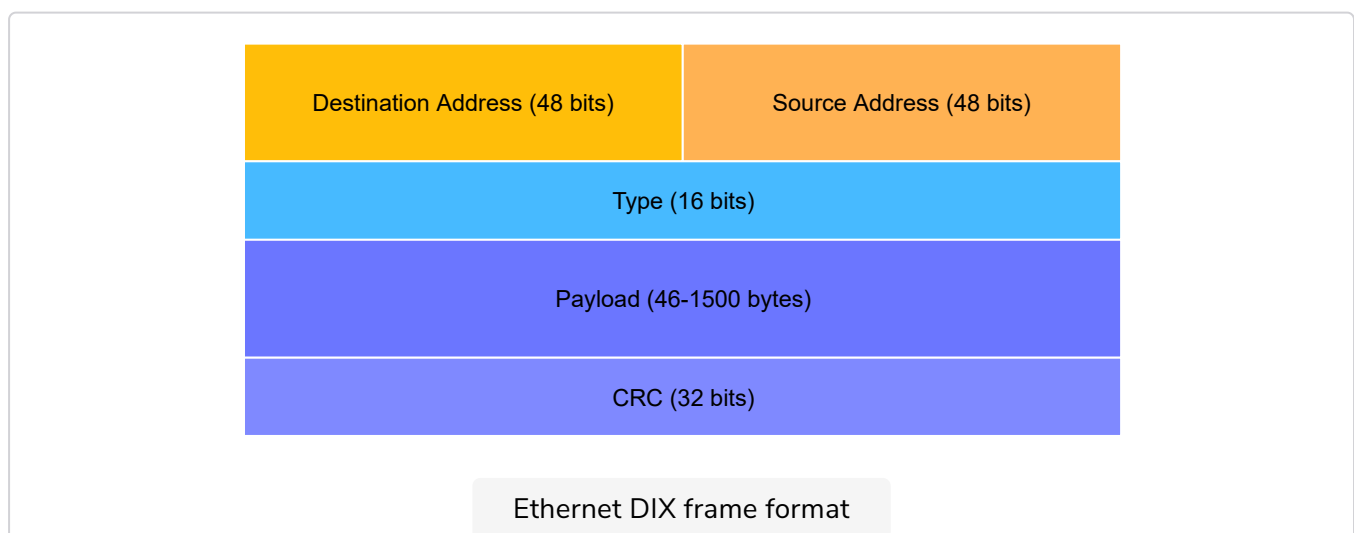 Destination Address (48 bits)
Source Address (48 bits)
Type (16 bits)
Payload (46-1500 bytes)
CRC (32 bits)
Ethernet DIX frame format